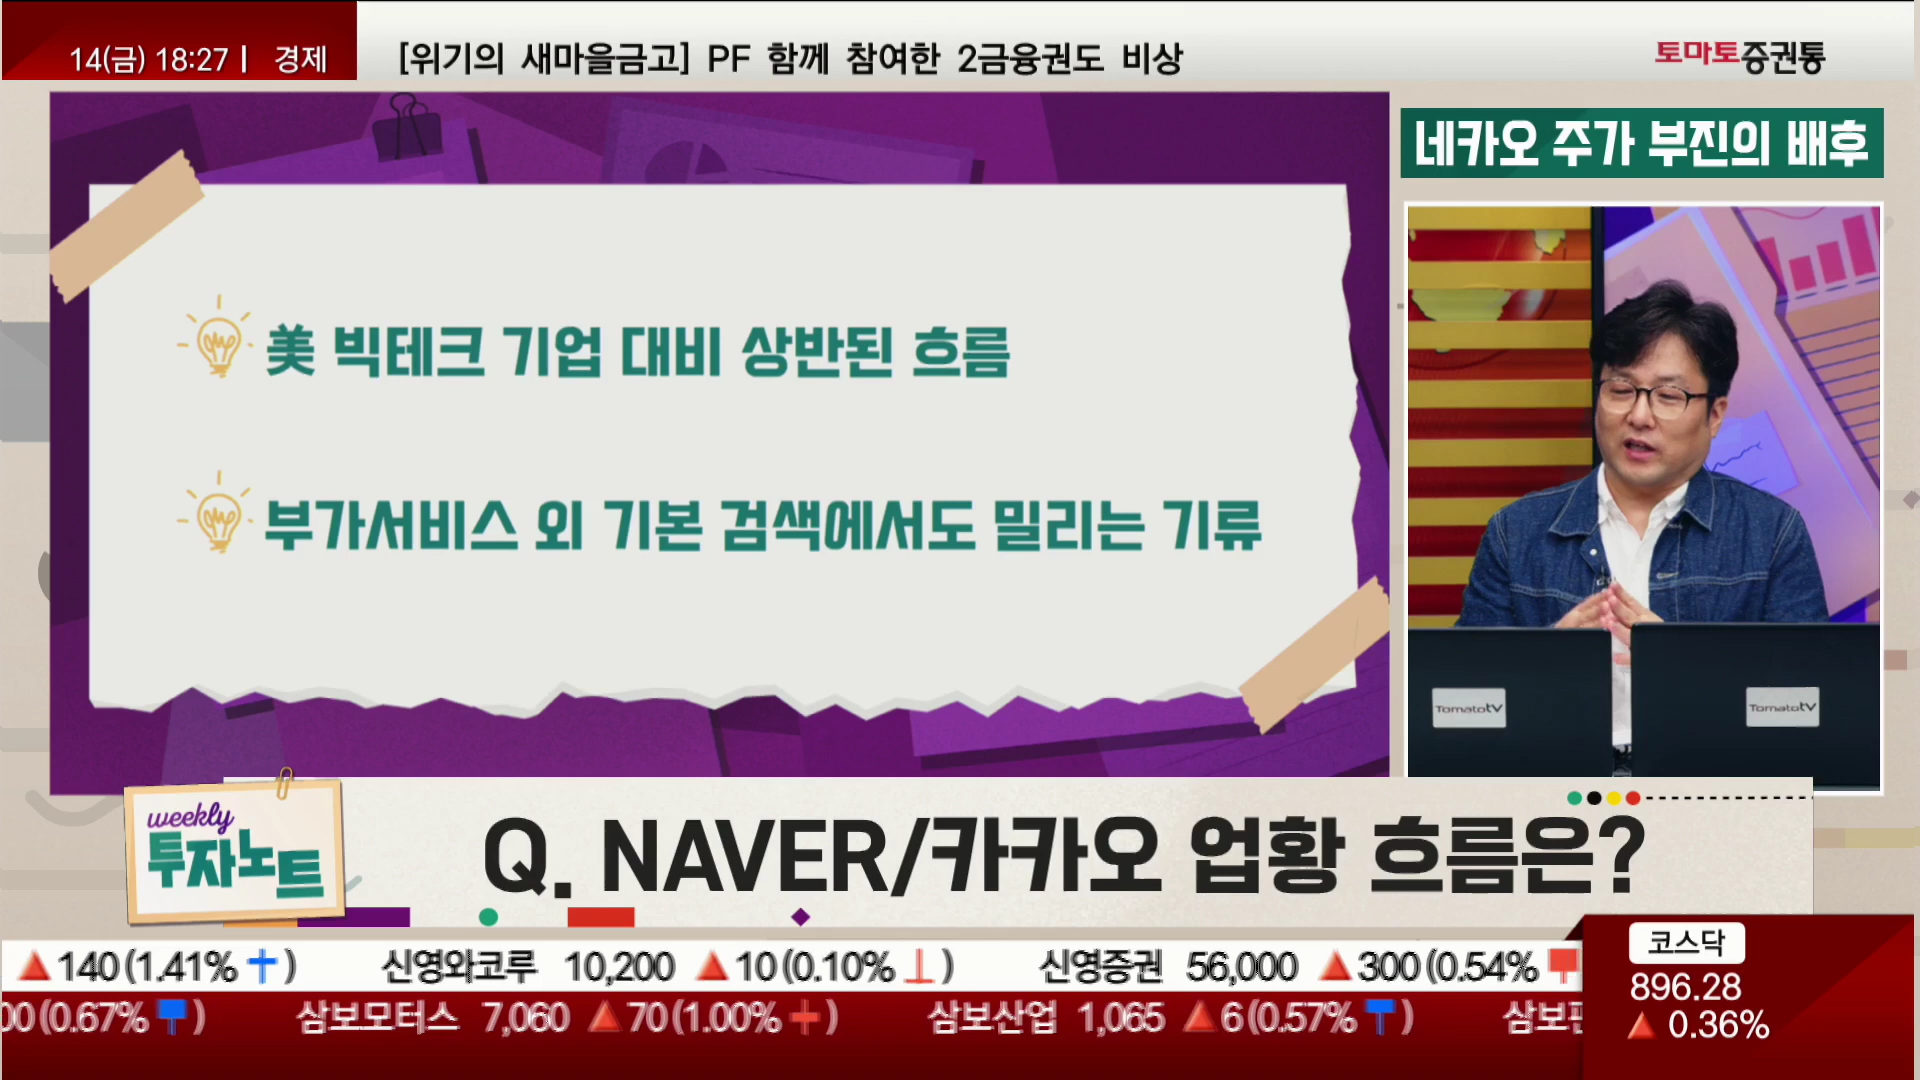 14(금) 18:27 | 경제
[위기의 새마을금고] PF 함께 참여한 2금융권도 비상
토마토증권통
네카오 주가 부진의 배후
美 빅테크 기업 대비 상반된 흐름
부가서비스 외 기본 검색에서도 밀리는 기류
TomatoTV
TomatoTV
weekly
투자노트
Q. NAVER/카카오 업황 흐름은?
▲140(1.41% ) 신영와코루 10,200 ▲10(0.10% ) 신영증권 56,000 ▲300(0.54%
00(0.67% ) 삼보모터스 7,060 ▲70(1.00% ) 삼보산업 1,065 ▲6(0.57% ) 삼보
코스닥
896.28
▲ 0.36%